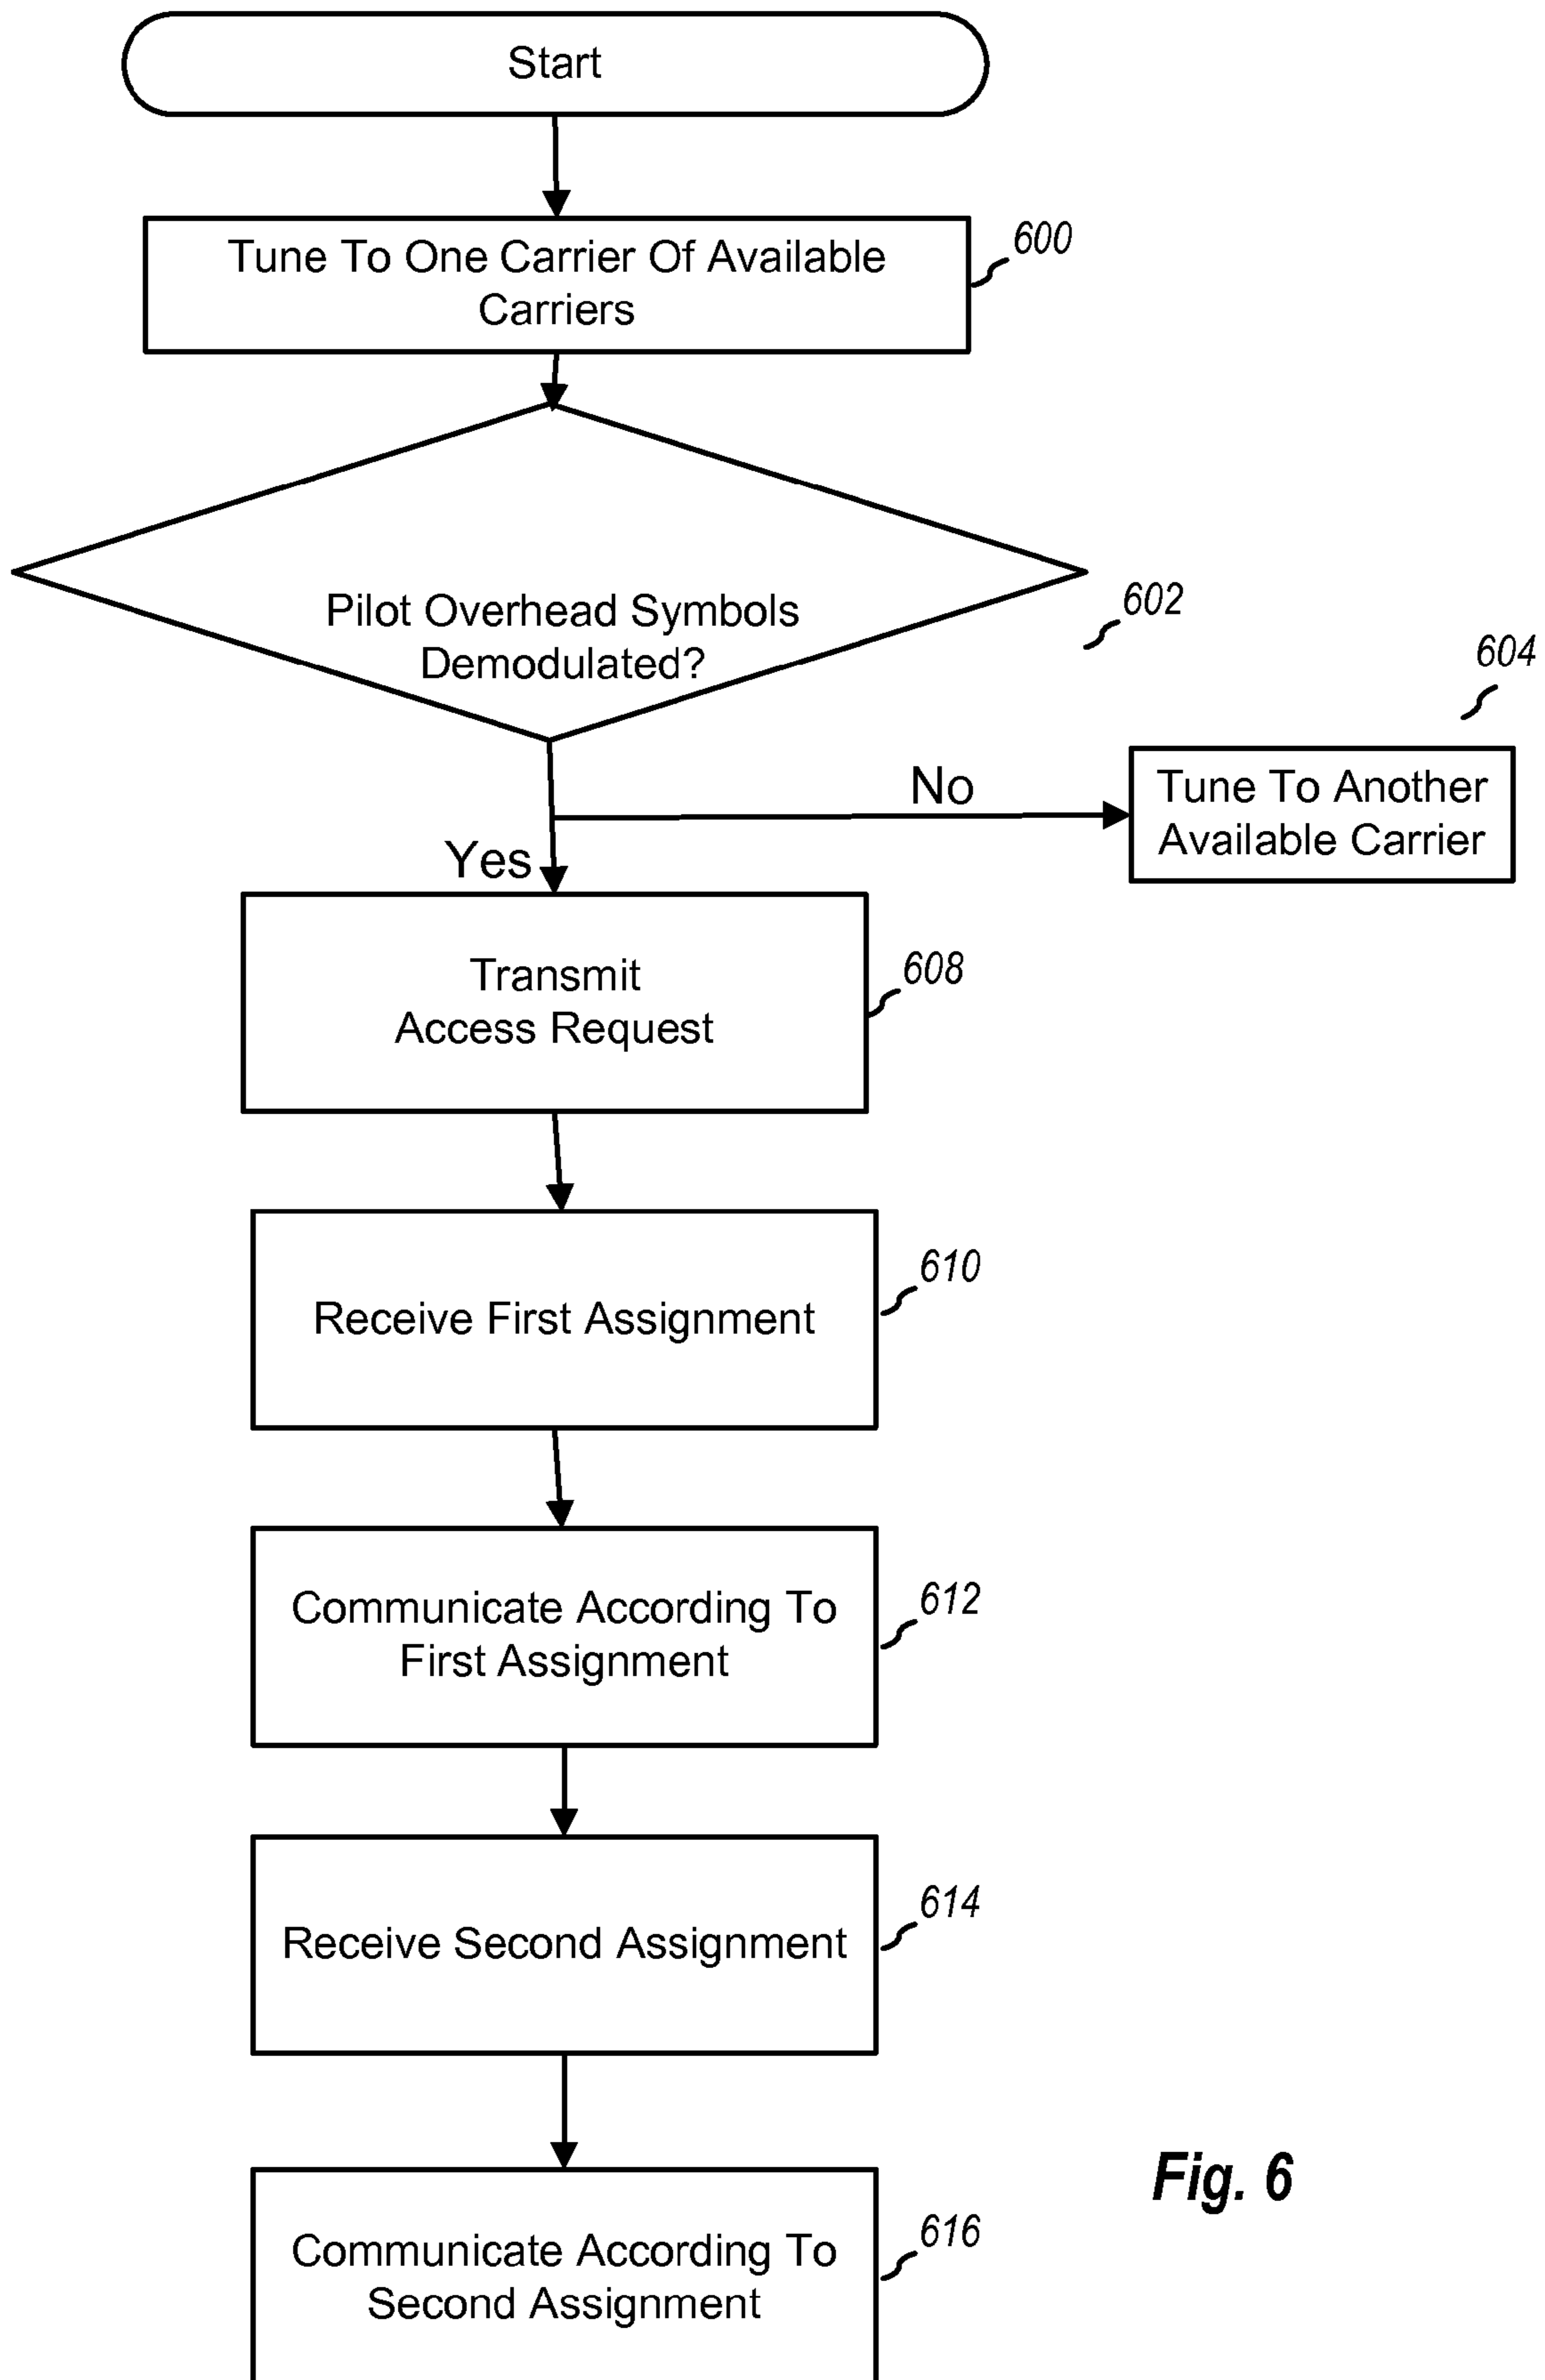 Start
Tune To One Carrier Of Available
Carriers
600
Pilot Overhead Symbols
Demodulated?
602
604
No
Tune To Another
Available Carrier
Yes
Transmit
Access Request
608
Receive First Assignment
610
Communicate According To
First Assignment
612
Receive Second Assignment
614
Communicate According To
Second Assignment
616
Fig. 6